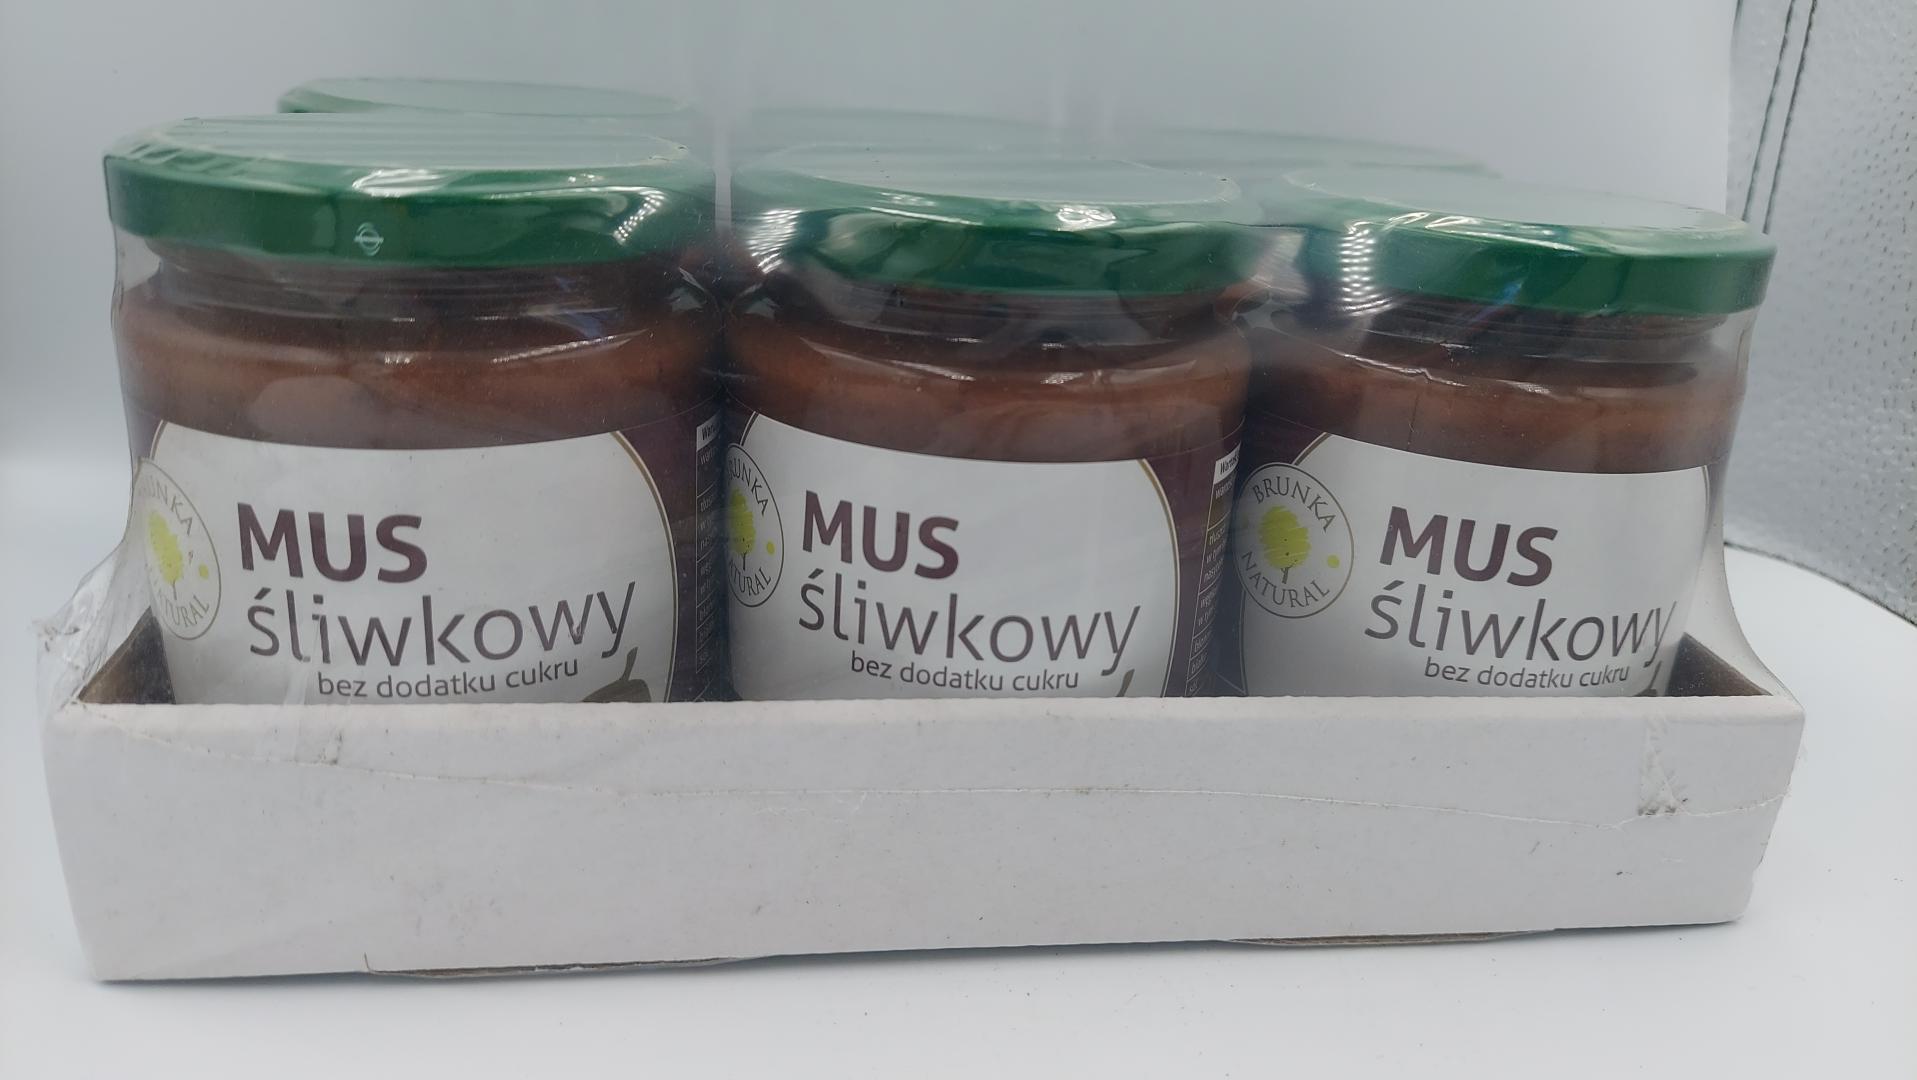 BRUNKA
NATURAL
MUS
śliwkowy
bez dodatku cukru
BRUNKA
NATURAL
MUS
śliwkowy
bez dodatku cukru
BRUNKA
NATURAL
MUS
śliwkowy
bez dodatku cukru